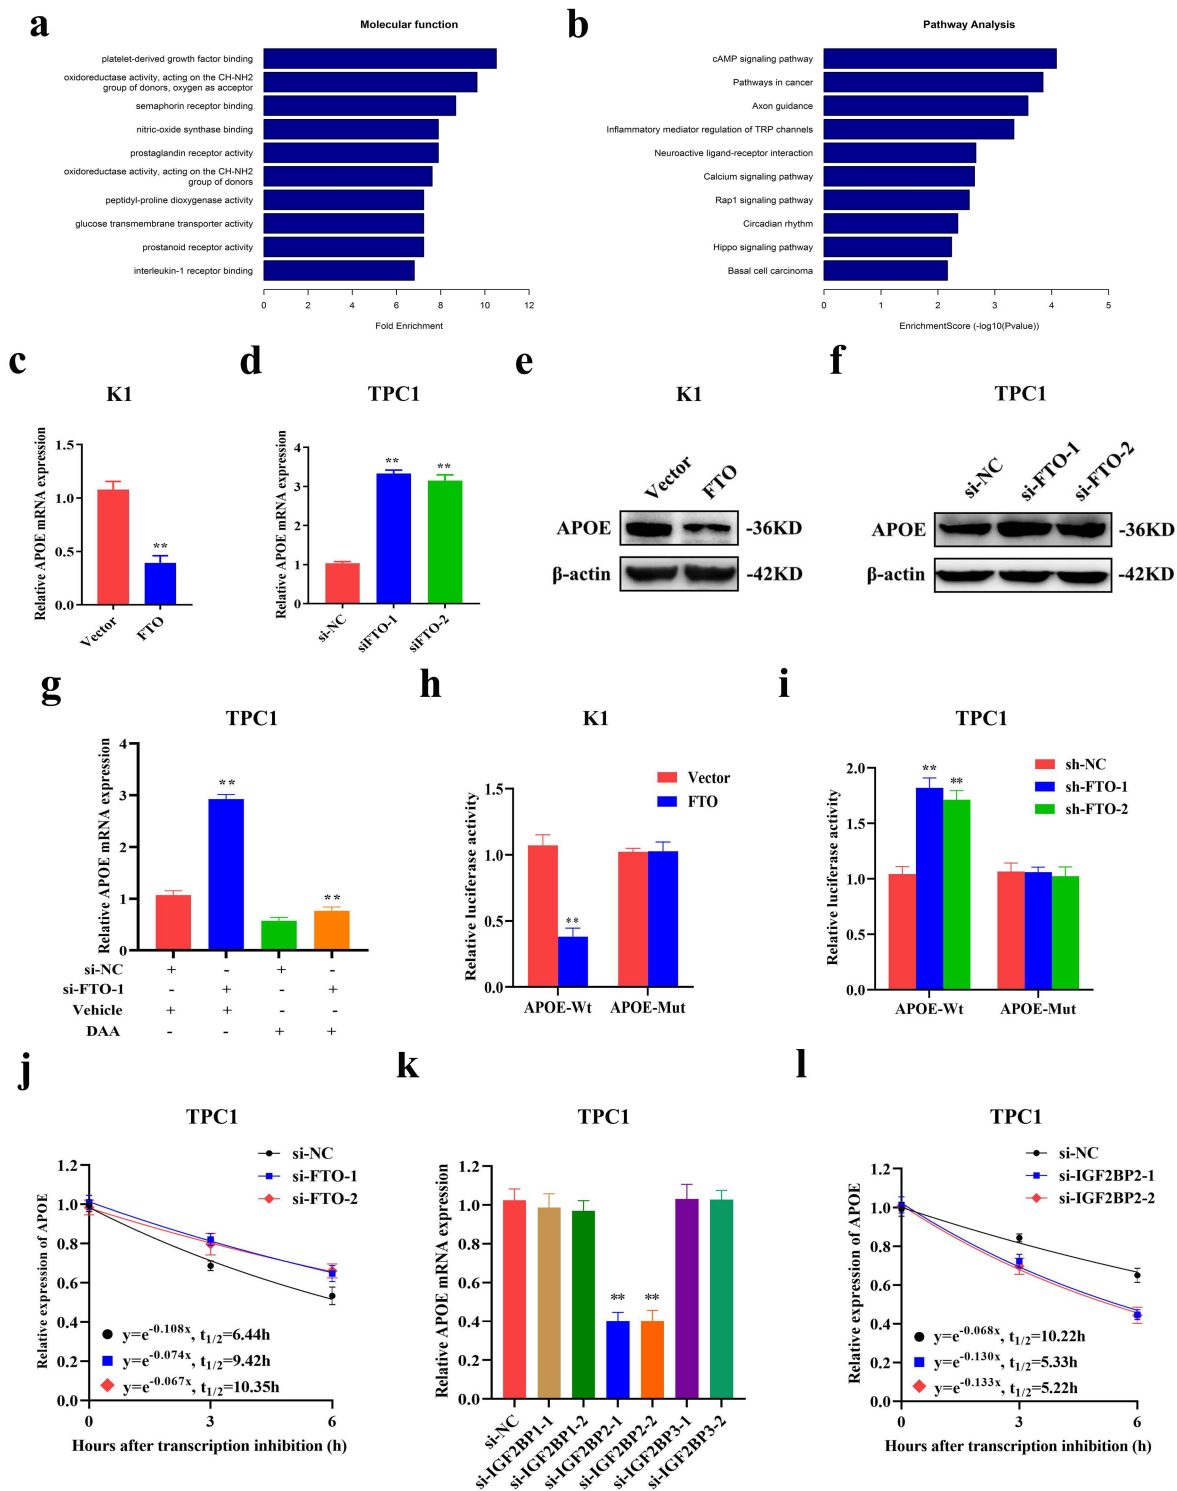 a
Molecular function
platelet-derived growth factor binding
oxidoreductase activity, acting on the CH-NH2
group of donors, oxygen as acceptor
semaphorin receptor binding
nitric-oxide synthase binding
prostaglandin receptor activity
oxidoreductase activity, acting on the CH-NH2
group of donors
peptidyl-proline dioxygenase activity
glucose transmembrane transporter activity
prostanoid receptor activity
interleukin-1 receptor binding
0 2 4 6 8 10 12
Fold Enrichment
b
Pathway Analysis
cAMP signaling pathway
Pathways in cancer
Axon guidance
Inflammatory mediator regulation of TRP channels
Neuroactive ligand-receptor interaction
Calcium signaling pathway
Rap1 signaling pathway
Circadian rhythm
Hippo signaling pathway
Basal cell carcinoma
0 1 2 3 4 5
EnrichmentScore (-log10(Pvalue))
c
K1
Relative APOE mRNA expression
1.5
1.0
0.5
0.0
**
Vector FTO
d
TPC1
Relative APOE mRNA expression
4
3
2
1
0
** **
si-NC siFTO-1 siFTO-2
e
K1
Vector FTO
APOE -36KD
β-actin -42KD
f
TPC1
si-NC si-FTO-1 si-FTO-2
APOE -36KD
β-actin -42KD
g
TPC1
Relative APOE mRNA expression
4
3
2
1
0
** **
si-NC + - + -
si-FTO-1 - + - +
Vehicle + + - -
DAA - - + +
h
K1
Vector
FTO
Relative luciferase activity
1.5
1.0
0.5
0.0
**
APOE-Wt APOE-Mut
i
TPC1
sh-NC
sh-FTO-1
sh-FTO-2
Relative luciferase activity
2.0
1.5
1.0
0.5
0.0
** **
APOE-Wt APOE-Mut
j
TPC1
si-NC
si-FTO-1
si-FTO-2
Relative expression of APOE
1.2
1.0
0.8
0.6
0.4
0.2
0.0
y=e-0.108x, t1/2=6.44h
y=e-0.074x, t1/2=9.42h
y=e-0.067x, t1/2=10.35h
0 3 6
Hours after transcription inhibition (h)
k
TPC1
Relative APOE mRNA expression
1.2
1.0
0.8
0.6
0.4
0.2
0.0
** **
si-NC si-IGF2BP1-1 si-IGF2BP1-2 si-IGF2BP2-1 si-IGF2BP2-2 si-IGF2BP3-1 si-IGF2BP3-2
l
TPC1
si-NC
si-IGF2BP2-1
si-IGF2BP2-2
Relative expression of APOE
1.2
1.0
0.8
0.6
0.4
0.2
0.0
y=e-0.068x, t1/2=10.22h
y=e-0.130x, t1/2=5.33h
y=e-0.133x, t1/2=5.22h
0 3 6
Hours after transcription inhibition (h)